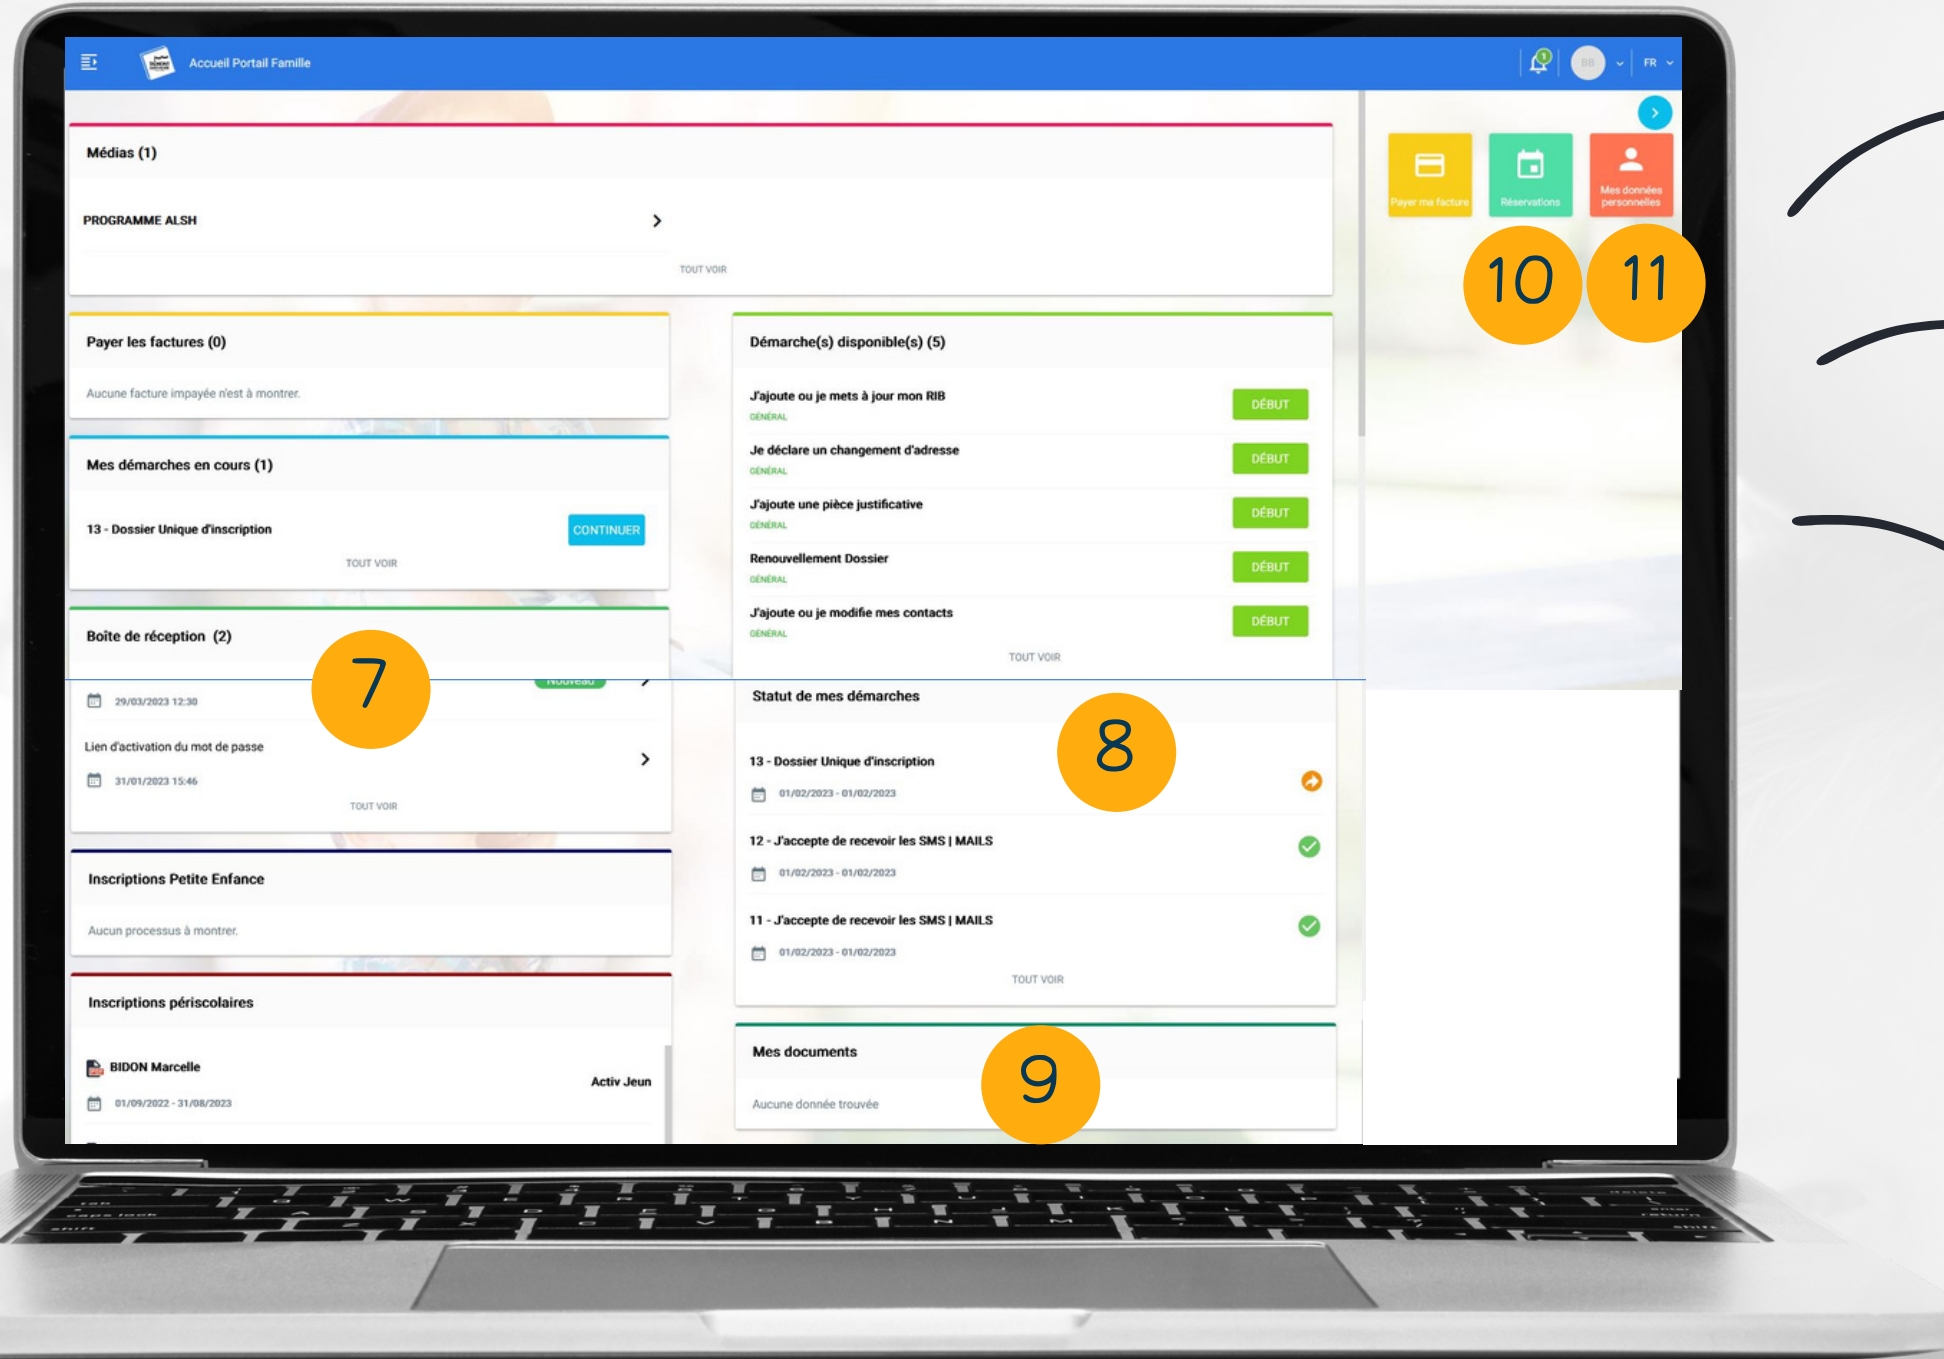 Accueil Portail Famille
1
BB
FR
Médias (1)
PROGRAMME ALSH
TOUT VOIR
Payer ma facture
Réservations
Mes données
personnelles
10
11
Payer les factures (0)
Aucune facture impayée n'est à montrer.
Mes démarches en cours (1)
13 - Dossier Unique d'inscription
CONTINUER
TOUT VOIR
Boîte de réception (2)
7
Nouveau
29/03/2023 12:30
Lien d'activation du mot de passe
31/01/2023 15:46
TOUT VOIR
Inscriptions Petite Enfance
Aucun processus à montrer.
Inscriptions périscolaires
BIDON Marcelle
Activ Jeun
01/09/2022 - 31/08/2023
Démarche(s) disponible(s) (5)
J'ajoute ou je mets à jour mon RIB
GÉNÉRAL
DÉBUT
Je déclare un changement d'adresse
GÉNÉRAL
DÉBUT
J'ajoute une pièce justificative
GÉNÉRAL
DÉBUT
Renouvellement Dossier
GÉNÉRAL
DÉBUT
J'ajoute ou je modifie mes contacts
GÉNÉRAL
DÉBUT
TOUT VOIR
Statut de mes démarches
8
13 - Dossier Unique d'inscription
01/02/2023 - 01/02/2023
12 - J'accepte de recevoir les SMS | MAILS
01/02/2023 - 01/02/2023
11 - J'accepte de recevoir les SMS | MAILS
01/02/2023 - 01/02/2023
TOUT VOIR
Mes documents
9
Aucune donnée trouvée